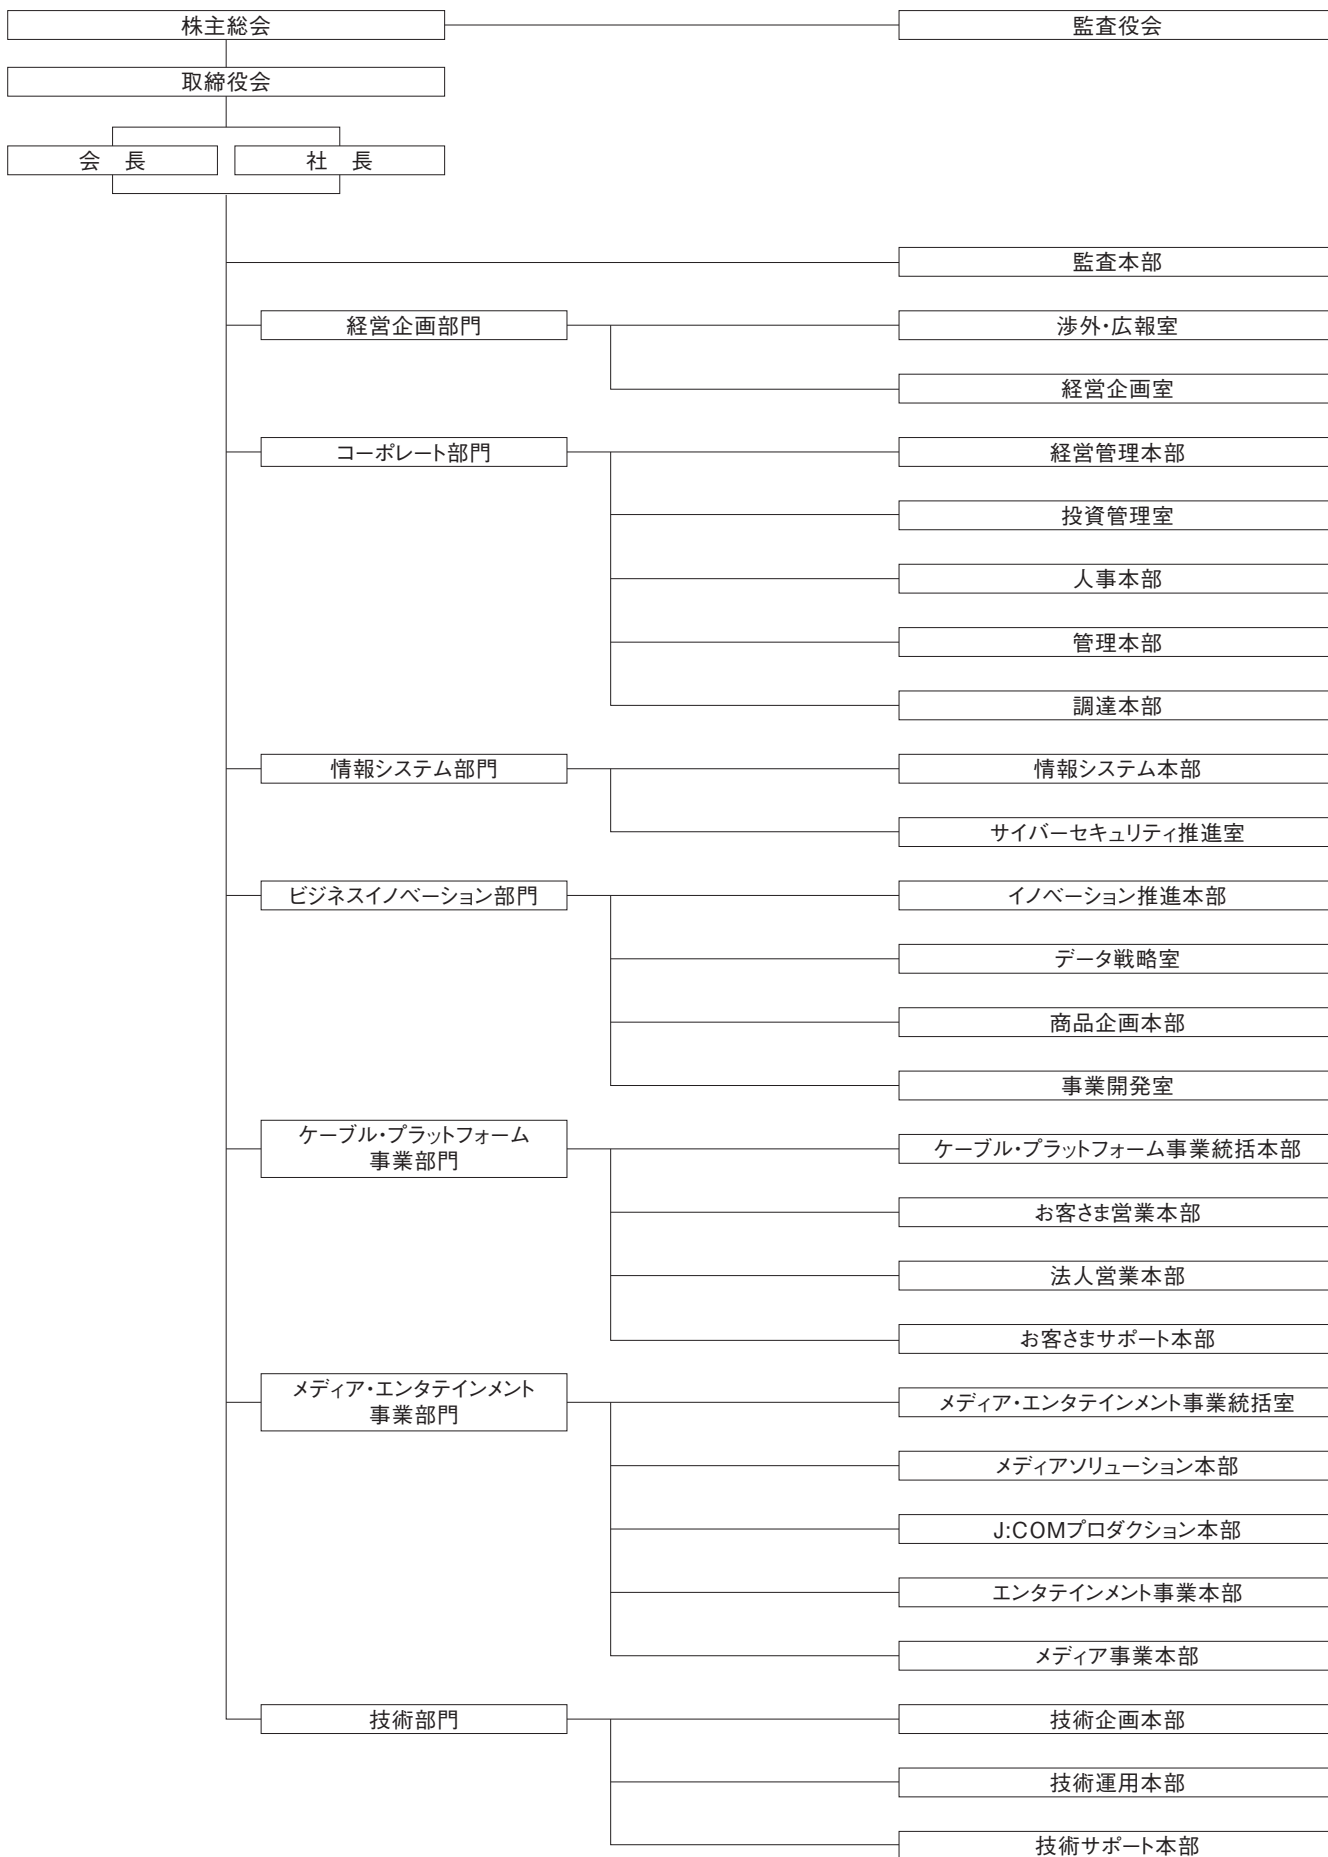 株主総会
監査役会
取締役会
会　長
社　長
監査本部
経営企画部門
渉外・広報室
経営企画室
コーポレート部門
経営管理本部
投資管理室
人事本部
管理本部
調達本部
情報システム部門
情報システム本部
サイバーセキュリティ推進室
ビジネスイノベーション部門
イノベーション推進本部
データ戦略室
商品企画本部
事業開発室
ケーブル・プラットフォーム
事業部門
ケーブル・プラットフォーム事業統括本部
お客さま営業本部
法人営業本部
お客さまサポート本部
メディア・エンタテインメント
事業部門
メディア・エンタテインメント事業統括室
メディアソリューション本部
J:COMプロダクション本部
エンタテインメント事業本部
メディア事業本部
技術部門
技術企画本部
技術運用本部
技術サポート本部